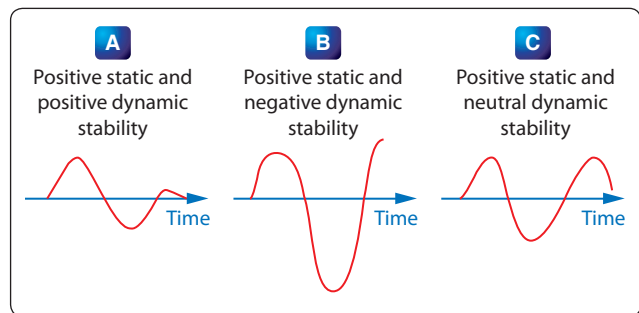 A
Positive static and
positive dynamic
stability
Time
B
Positive static and
negative dynamic
stability
Time
C
Positive static and
neutral dynamic
stability
Time